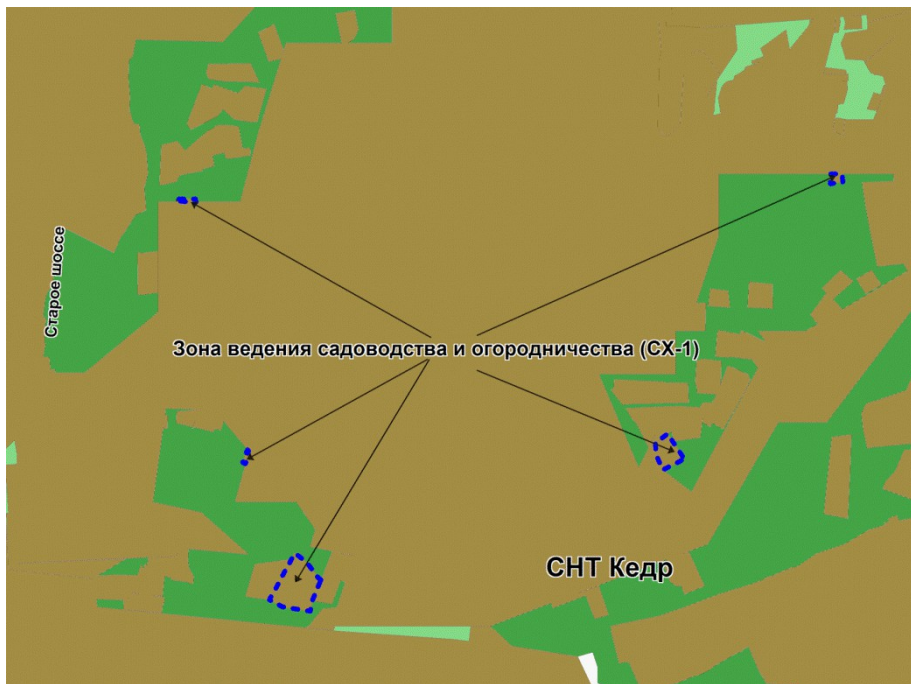 Старое шоссе
Зона ведения садоводства и огородничества (СХ-1)
СНТ Кедр